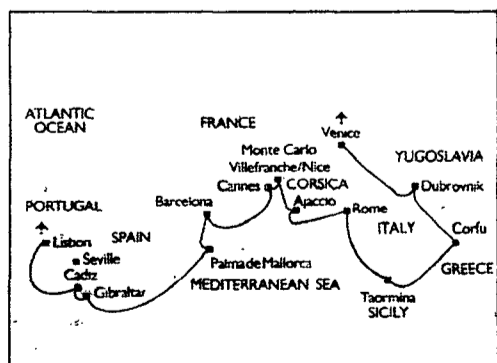 ATLANTIC
OCEAN
FRANCE
Venice
Monte Carlo
Villefranche/Nice
YUGOSLAVIA
Cannes
CORSICA
Dubrovnik
Barcelona
Ajaccio
Rome
PORTUGAL
Lisbon
SPAIN
ITALY
Corfu
Seville
Palma de Mallorca
Cadiz
GREECE
Gibraltar
MEDITERRANEAN SEA
Taormina
SICILY